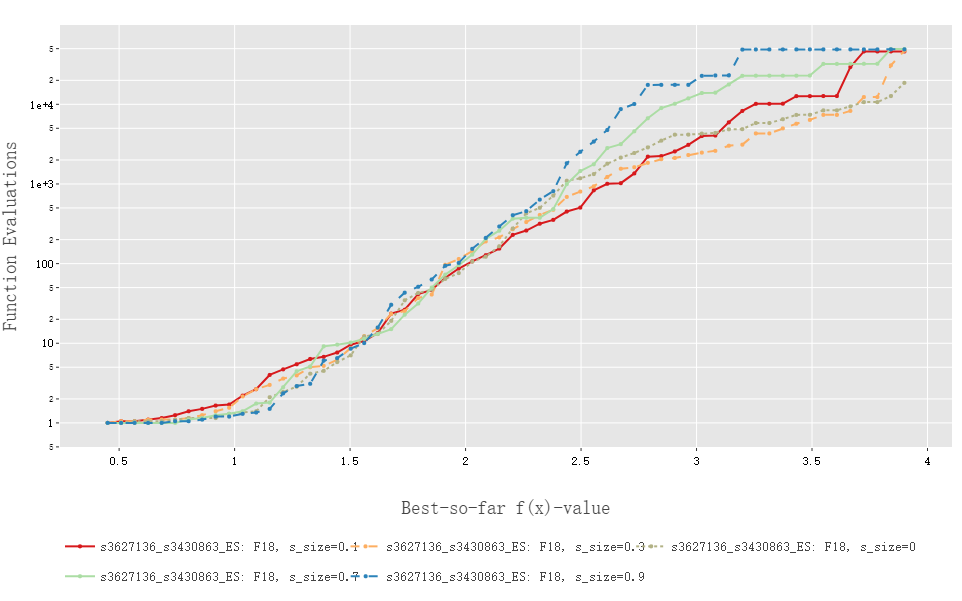 5
2
1e+4
5
2
1e+3
5
2
100
5
2
10
5
2
1
5
Function Evaluations
0.5 1 1.5 2 2.5 3 3.5 4
Best-so-far f(x)-value
s3627136_s3430863_ES: F18, s_size=0.1 s3627136_s3430863_ES: F18, s_size=0.3 s3627136_s3430863_ES: F18, s_size=0
s3627136_s3430863_ES: F18, s_size=0.7 s3627136_s3430863_ES: F18, s_size=0.9